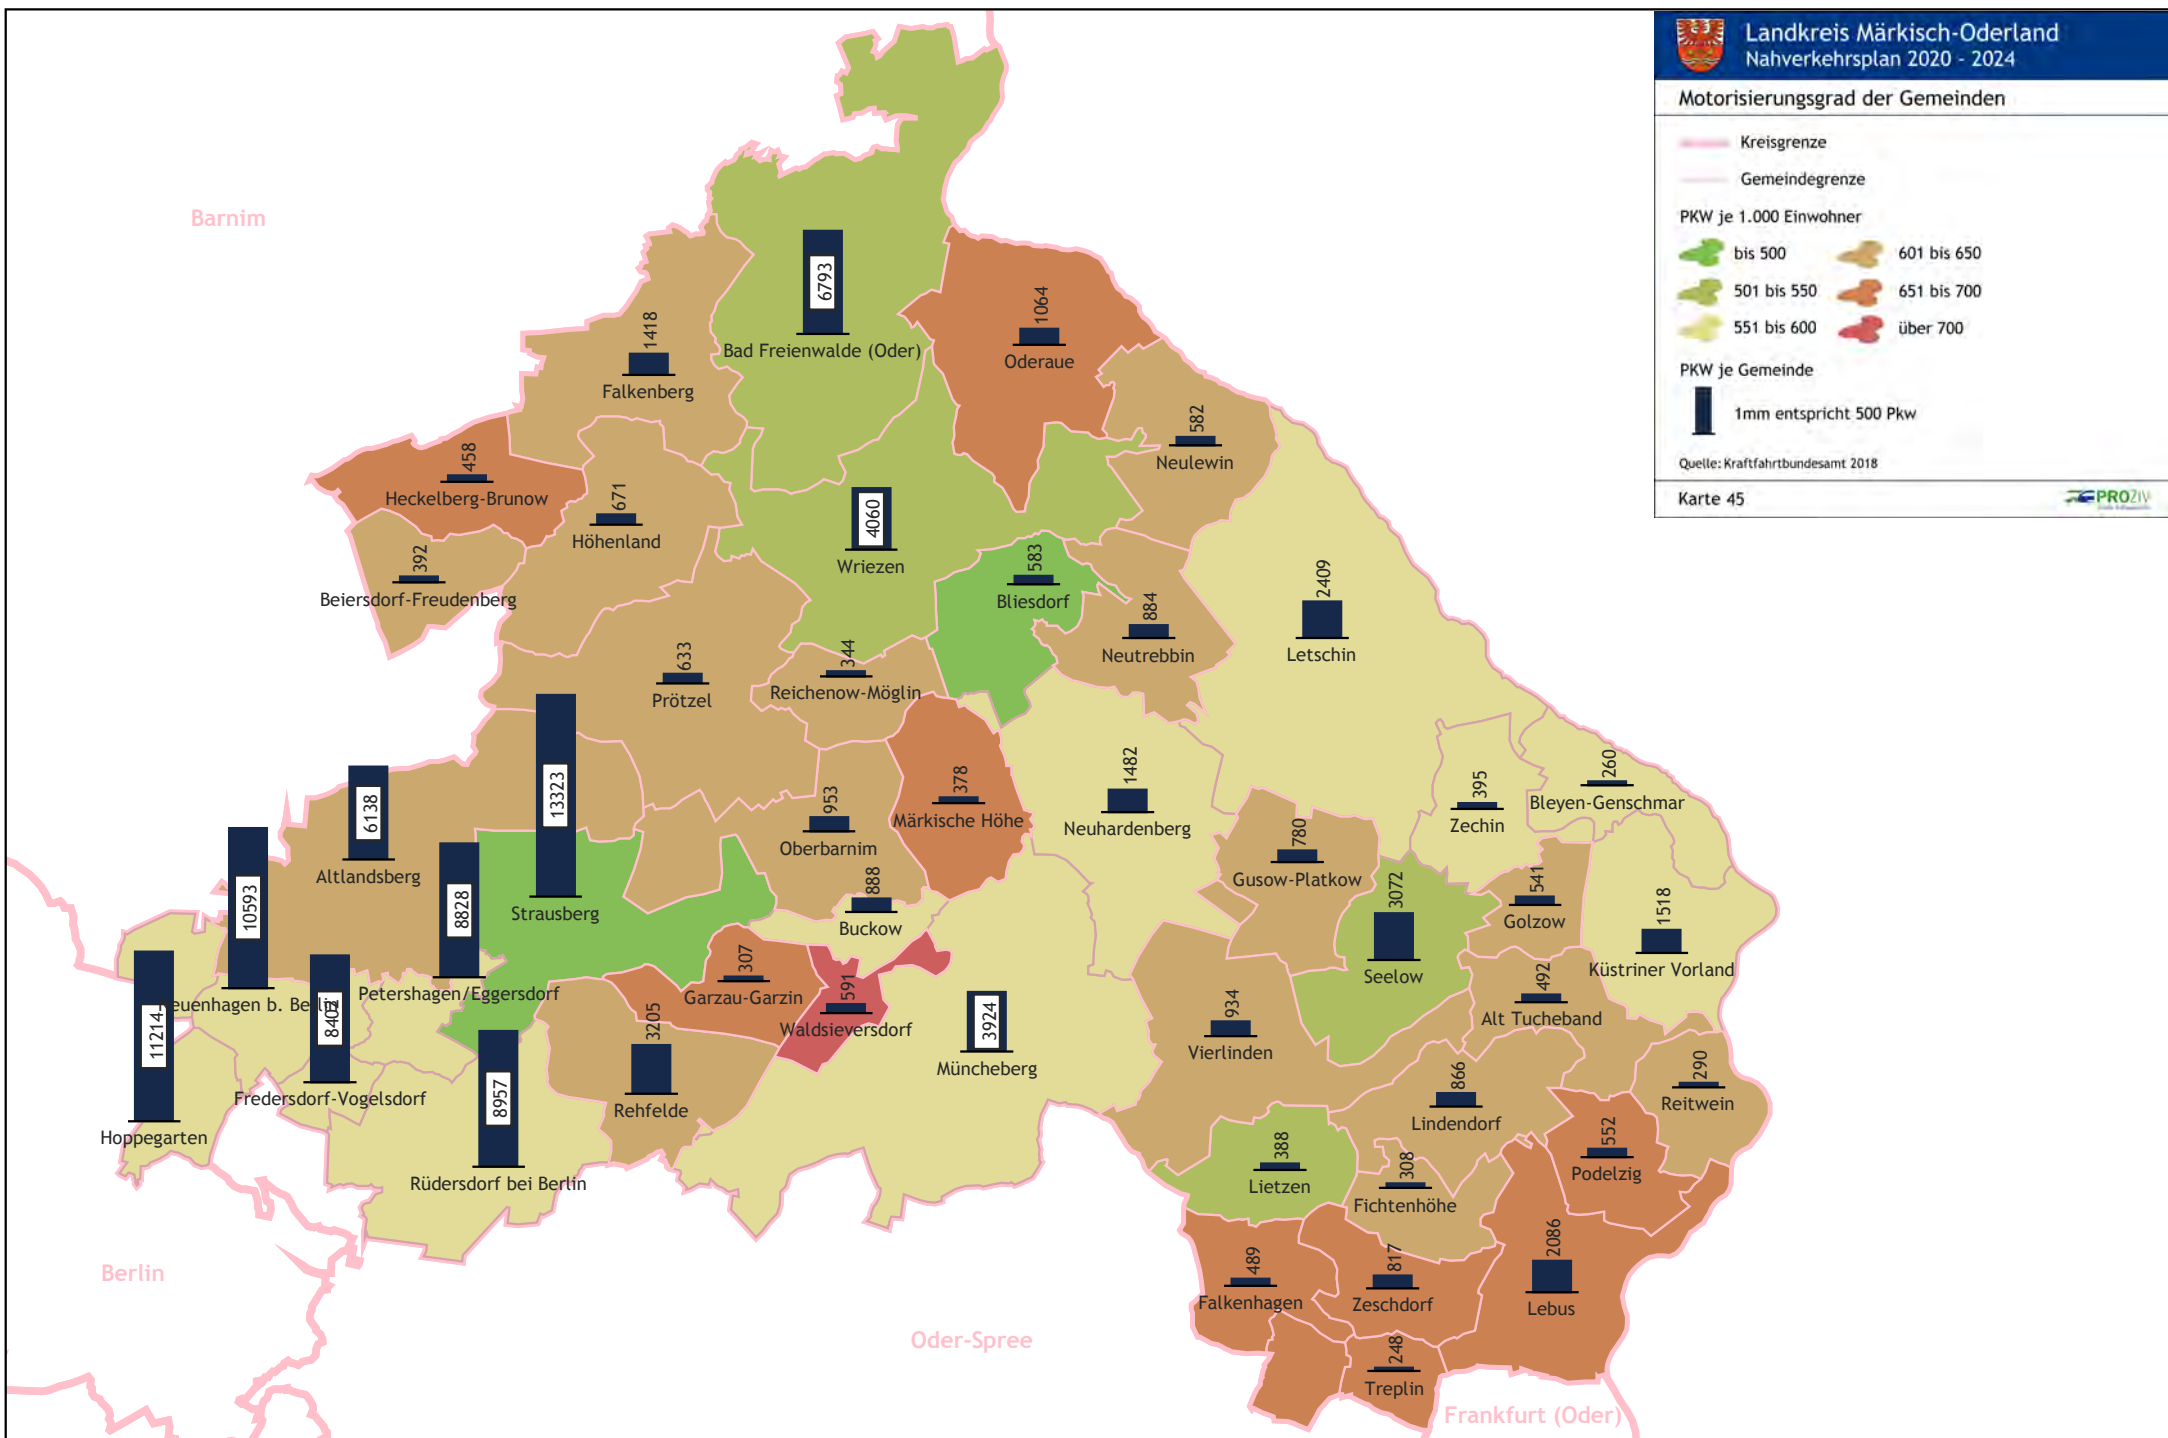 Landkreis Märkisch-Oderland
Nahverkehrsplan 2020 - 2024
Motorisierungsgrad der Gemeinden
Kreisgrenze
Gemeindegrenze
PKW je 1.000 Einwohner
bis 500
601 bis 650
501 bis 550
651 bis 700
551 bis 600
über 700
PKW je Gemeinde
1mm entspricht 500 Pkw
Quelle: Kraftfahrtbundesamt 2018
Karte 45
PROZIV
Barnim
6793
Bad Freienwalde (Oder)
1064
Oderaue
1418
Falkenberg
582
Neulewin
458
Heckelberg-Brunow
671
Höhenland
4060
Wriezen
392
Beiersdorf-Freudenberg
583
Bliesdorf
884
Neutrebbin
2409
Letschin
633
Prötzel
344
Reichenow-Möglin
13323
Strausberg
6138
Altlandsberg
953
Oberbarnim
378
Märkische Höhe
1482
Neuhardenberg
395
Zechin
260
Bleyen-Genschmar
780
Gusow-Platkow
10593
Neuenhagen b. Berlin
8828
Petershagen/Eggersdorf
888
Buckow
3072
Seelow
541
Golzow
1518
Küstriner Vorland
307
Garzau-Garzin
591
Waldsieversdorf
492
Alt Tucheband
11214
Hoppegarten
8402
Fredersdorf-Vogelsdorf
3205
Rehfelde
3924
Müncheberg
934
Vierlinden
8957
Rüdersdorf bei Berlin
866
Lindendorf
290
Reitwein
388
Lietzen
308
Fichtenhöhe
552
Podelzig
489
Falkenhagen
817
Zeschdorf
2086
Lebus
248
Treplin
Berlin
Oder-Spree
Frankfurt (Oder)